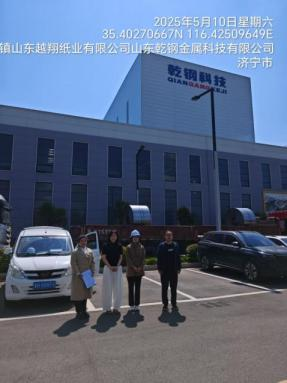 2025年5月10日星期六
35.40270667N 116.42509649E
镇山东越翔纸业有限公司山东乾钢金属科技有限公司
济宁市
乾钢科技
QIANGANG KEJI